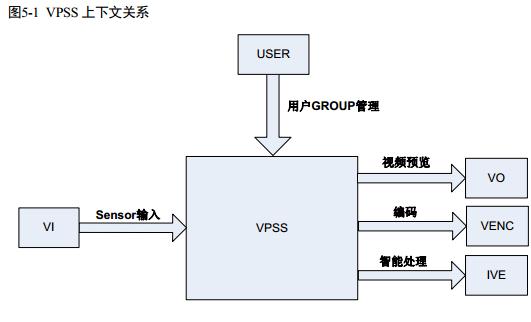 图5-1 VPSS 上下文关系
USER
用户GROUP管理
视频预览
VO
Sensor输入
编码
VI
VPSS
VENC
智能处理
IVE